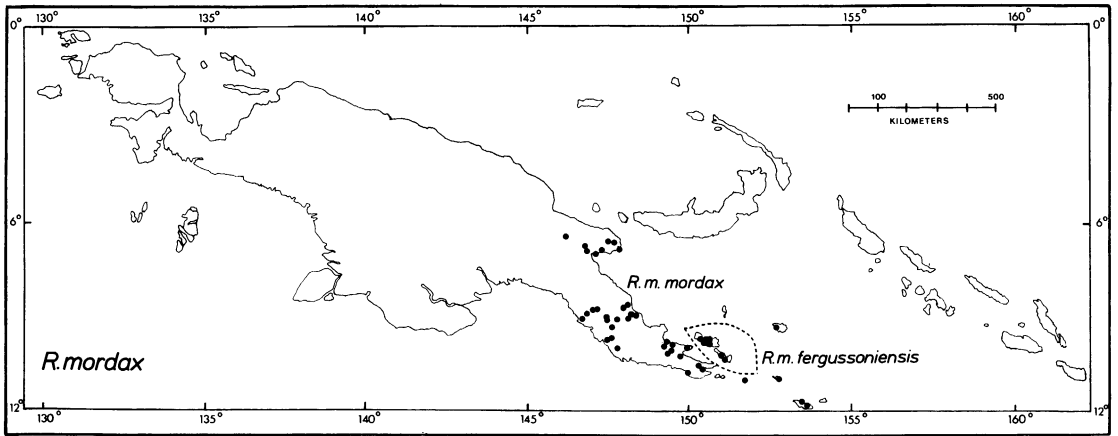 130° 135° 140° 145° 150° 155° 160°
0° 0°
100 500
KILOMETERS
6° 6°
R. m. mordax
R. m. fergussoniensis
R. mordax
12° 12°
130° 135° 140° 145° 150° 155° 160°